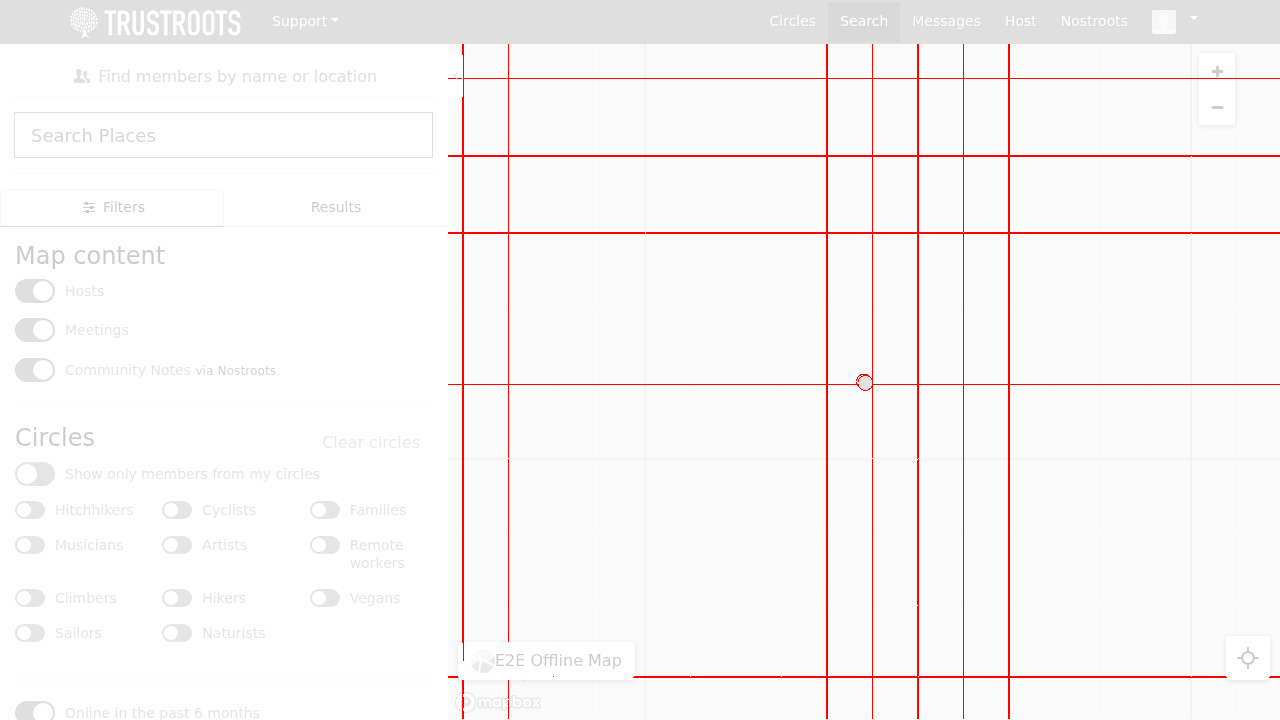 TRUSTROOTS
Support
Circles
Search
Messages
Host
Nostroots
Find members by name or location
Search Places
Filters
Results
Map content
Hosts
Meetings
Community Notes via Nostroots
Circles
Clear circles
Show only members from my circles
Hitchhikers
Cyclists
Families
Musicians
Artists
Remote
workers
Climbers
Hikers
Vegans
Sailors
Naturists
Online in the past 6 months
+
−
E2E Offline Map
mapbox